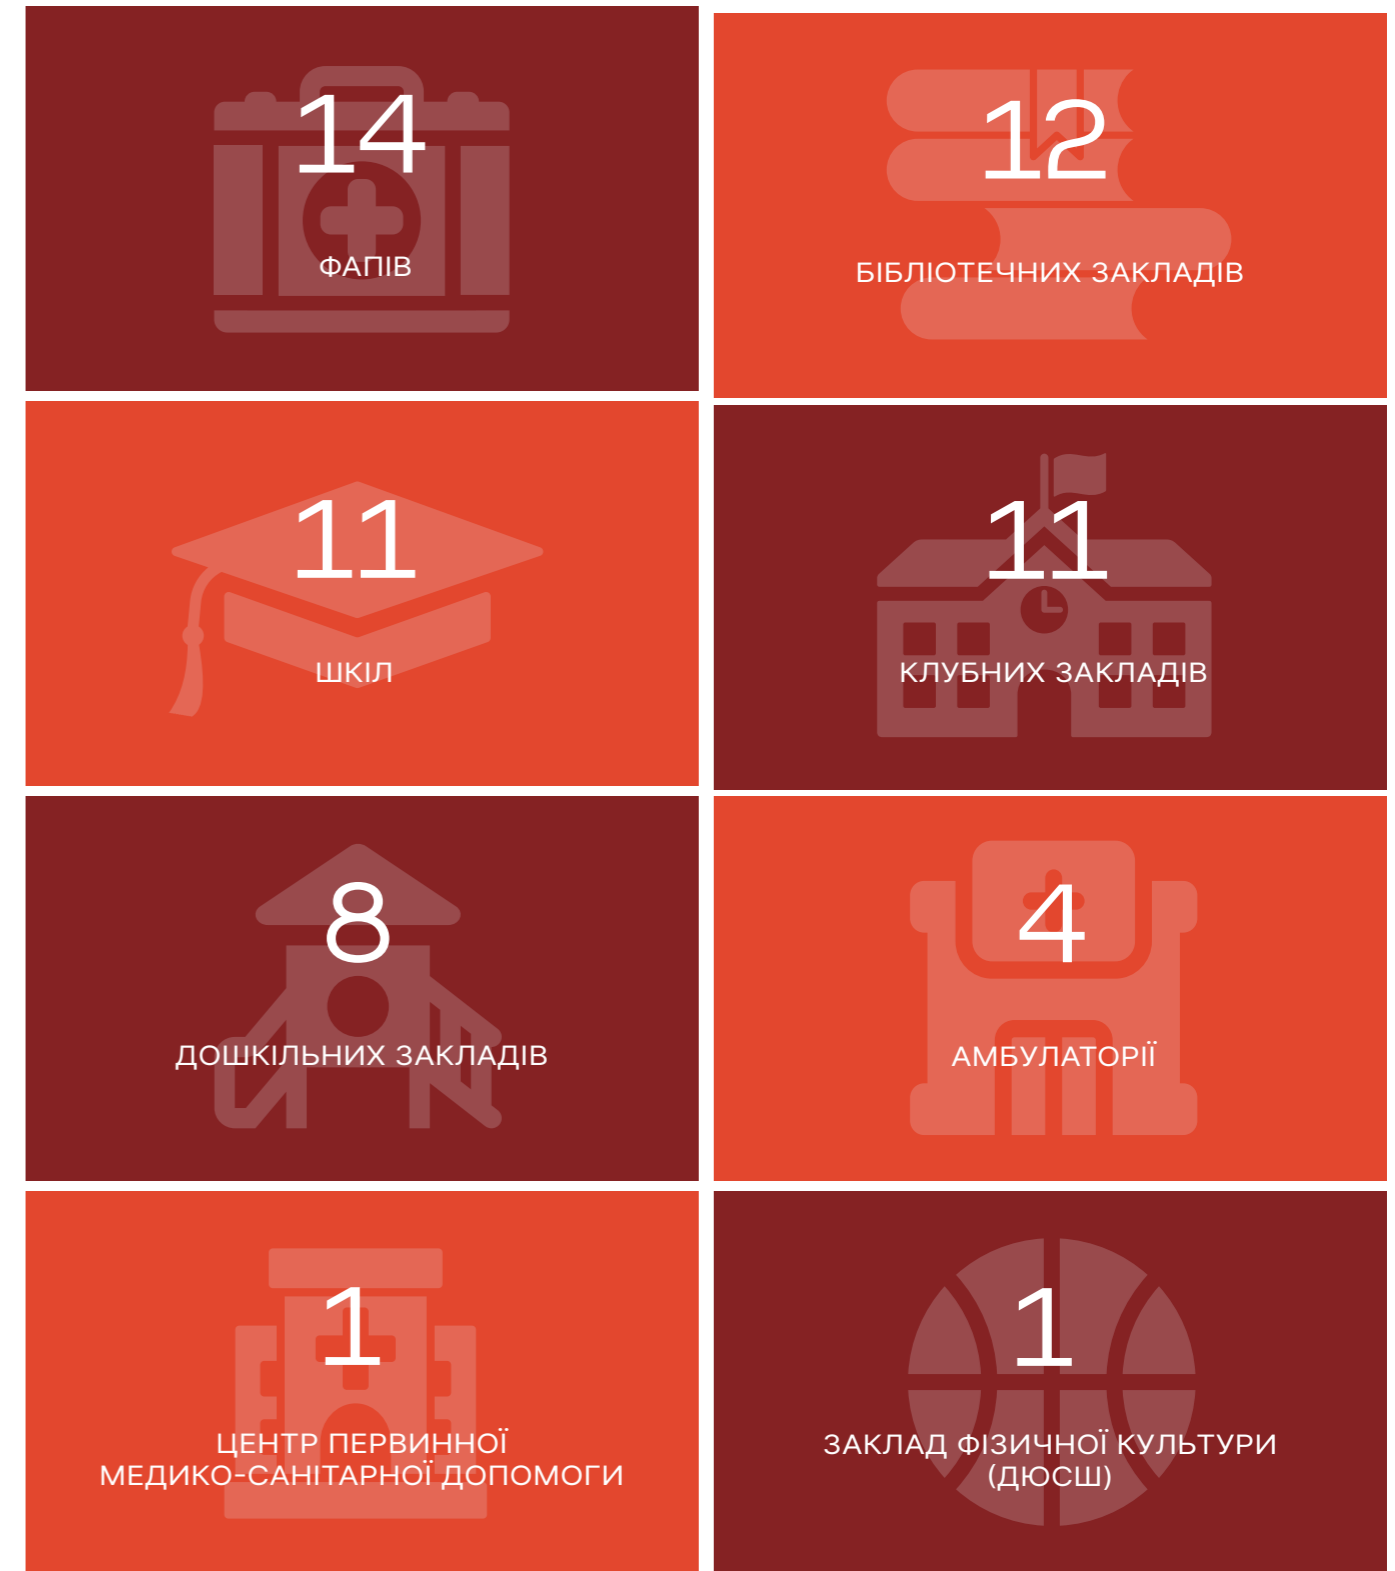 14
ФАПІВ
12
БІБЛІОТЕЧНИХ ЗАКЛАДІВ
11
ШКІЛ
11
КЛУБНИХ ЗАКЛАДІВ
8
ДОШКІЛЬНИХ ЗАКЛАДІВ
4
АМБУЛАТОРІЇ
1
ЦЕНТР ПЕРВИННОЇ
МЕДИКО-САНІТАРНОЇ ДОПОМОГИ
1
ЗАКЛАД ФІЗИЧНОЇ КУЛЬТУРИ
(ДЮСШ)